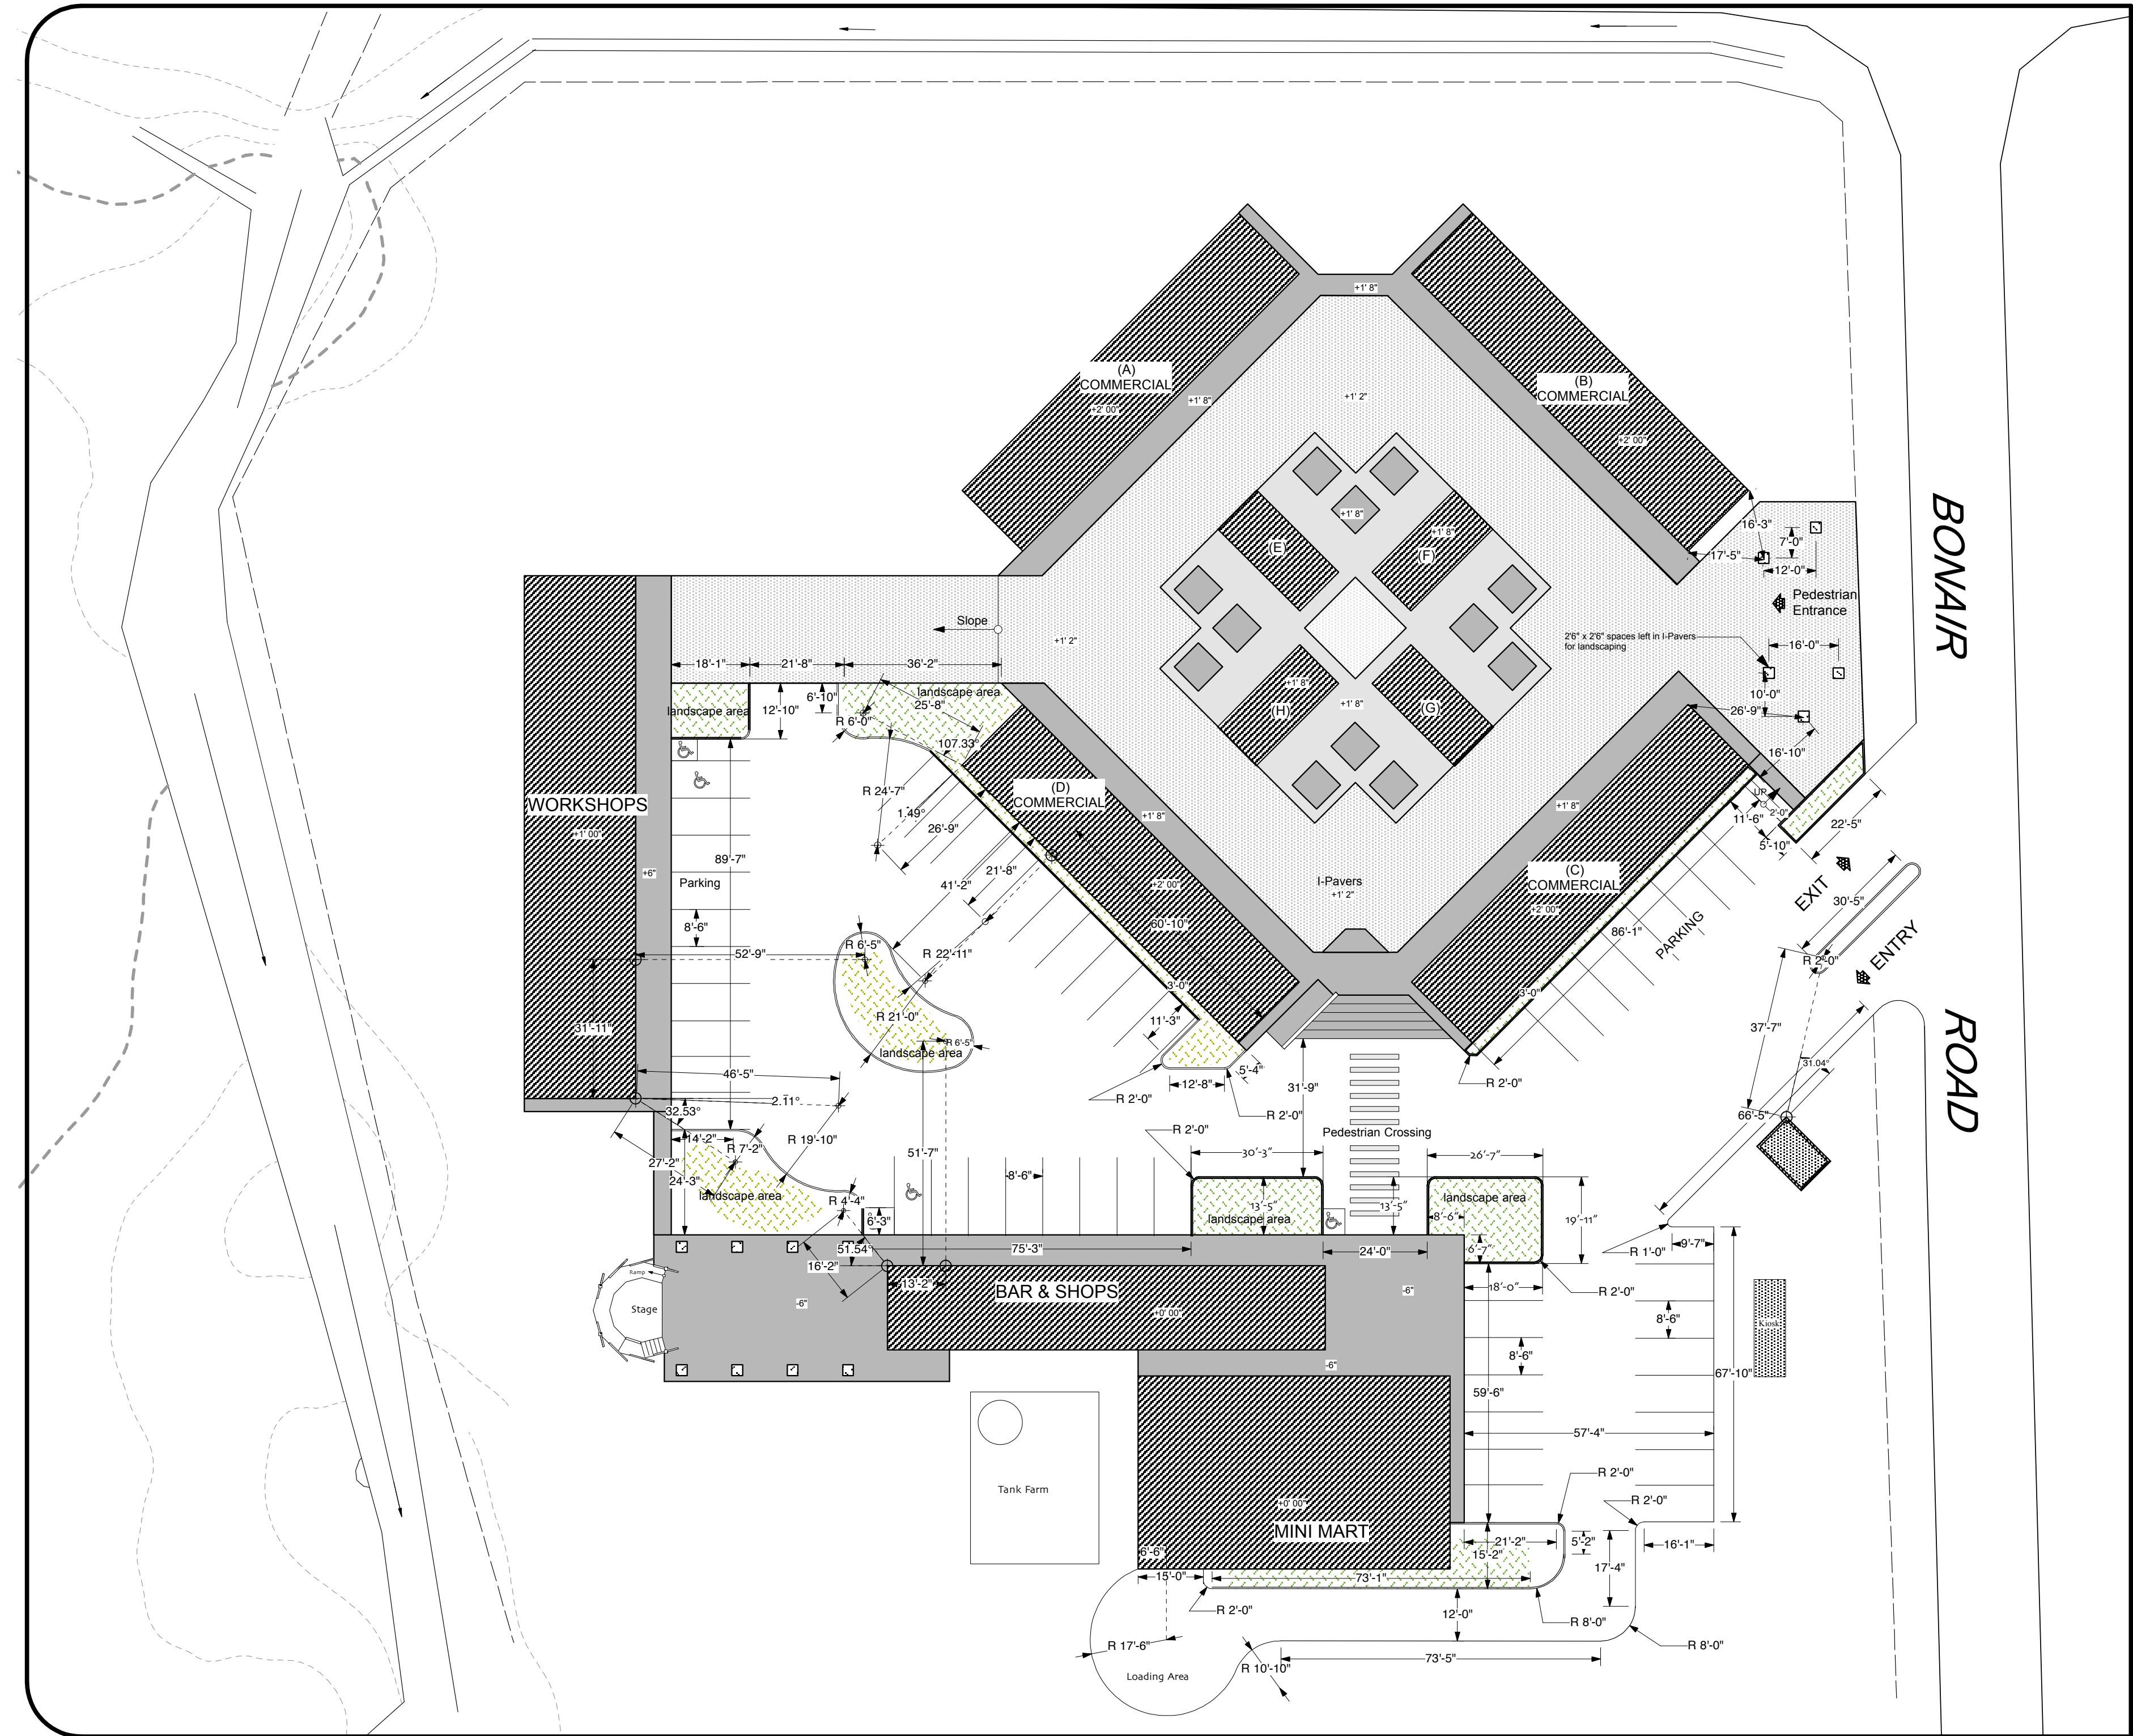 +1' 8"
(A)
COMMERCIAL
+2' 00"
+1' 8"
+1' 2"
(B)
COMMERCIAL
+2' 00"
BONAIR
ROAD
+1' 8"
+1' 8"
(E)
(F)
+1' 8"
(H)
(G)
+1' 8"
16'-3"
7'-0"
17'-5"
12'-0"
Pedestrian
Entrance
2'6" x 2'6" spaces left in I-Pavers
for landscaping
16'-0"
10'-0"
26'-9"
16'-10"
UP
2'-0"
11'-6"
5'-10"
22'-5"
EXIT
30'-5"
ENTRY
R 2'-0"
37'-7"
31.04°
66'-5"
Slope
+1' 2"
18'-1"
21'-8"
36'-2"
landscape area
12'-10"
6'-10"
landscape area
25'-8"
R 6'-0"
107.33°
R 24'-7"
1.49°
26'-9"
21'-8"
41'-2"
(D)
COMMERCIAL
+1' 8"
+2' 00"
60'-10"
+1' 8"
I-Pavers
+1' 2"
(C)
COMMERCIAL
+2' 00"
86'-1"
PARKING
3'-0"
WORKSHOPS
+1' 00"
+6"
89'-7"
Parking
8'-6"
52'-9"
31'-11"
R 6'-5"
R 22'-11"
R 21'-0"
R 6'-5"
landscape area
3'-0"
11'-3"
12'-8"
5'-4"
R 2'-0"
R 2'-0"
31'-9"
R 2'-0"
46'-5"
2.11°
32.53°
14'-2"
R 7'-2"
R 19'-10"
27'-2"
24'-3"
landscape area
R 4'-4"
6'-3"
51'-7"
8'-6"
R 2'-0"
Pedestrian Crossing
30'-3"
13'-5"
landscape area
13'-5"
26'-7"
landscape area
8'-6"
6'-7"
19'-11"
R 1'-0"
9'-7"
51.54°
16'-2"
75'-3"
24'-0"
18'-0"
R 2'-0"
13'-2"
BAR & SHOPS
+0' 00"
-6"
-6"
-6"
Ramp
Stage
8'-6"
8'-6"
Kiosk
67'-10"
59'-6"
57'-4"
Tank Farm
+0' 00"
MINI MART
R 2'-0"
R 2'-0"
21'-2"
15'-2"
5'-2"
16'-1"
17'-4"
6'-6"
15'-0"
73'-1"
R 2'-0"
12'-0"
R 8'-0"
R 8'-0"
R 17'-6"
Loading Area
R 10'-10"
73'-5"